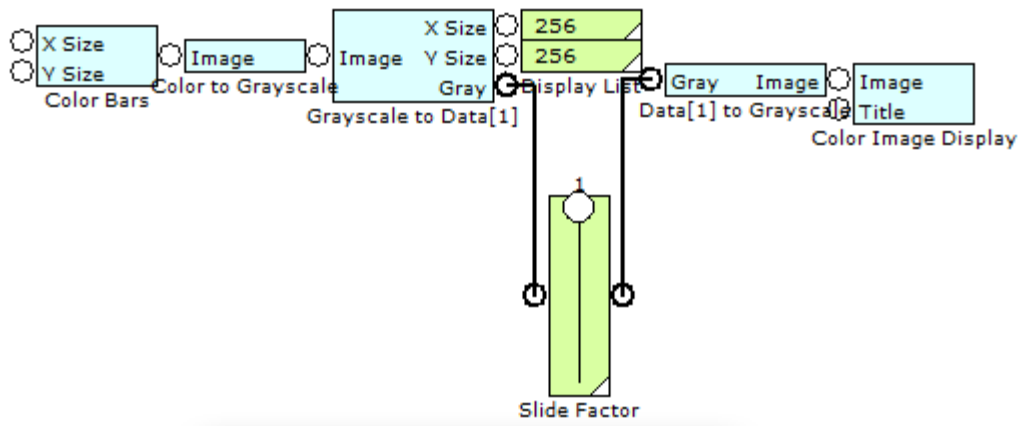 X Size
Y Size
Color Bars
Image
Color to Grayscale
Image
X Size
Y Size
Gray
Grayscale to Data[1]
256
256
Display List
Gray
Image
Data[1] to Grayscale
Image
Title
Color Image Display
1
Slide Factor